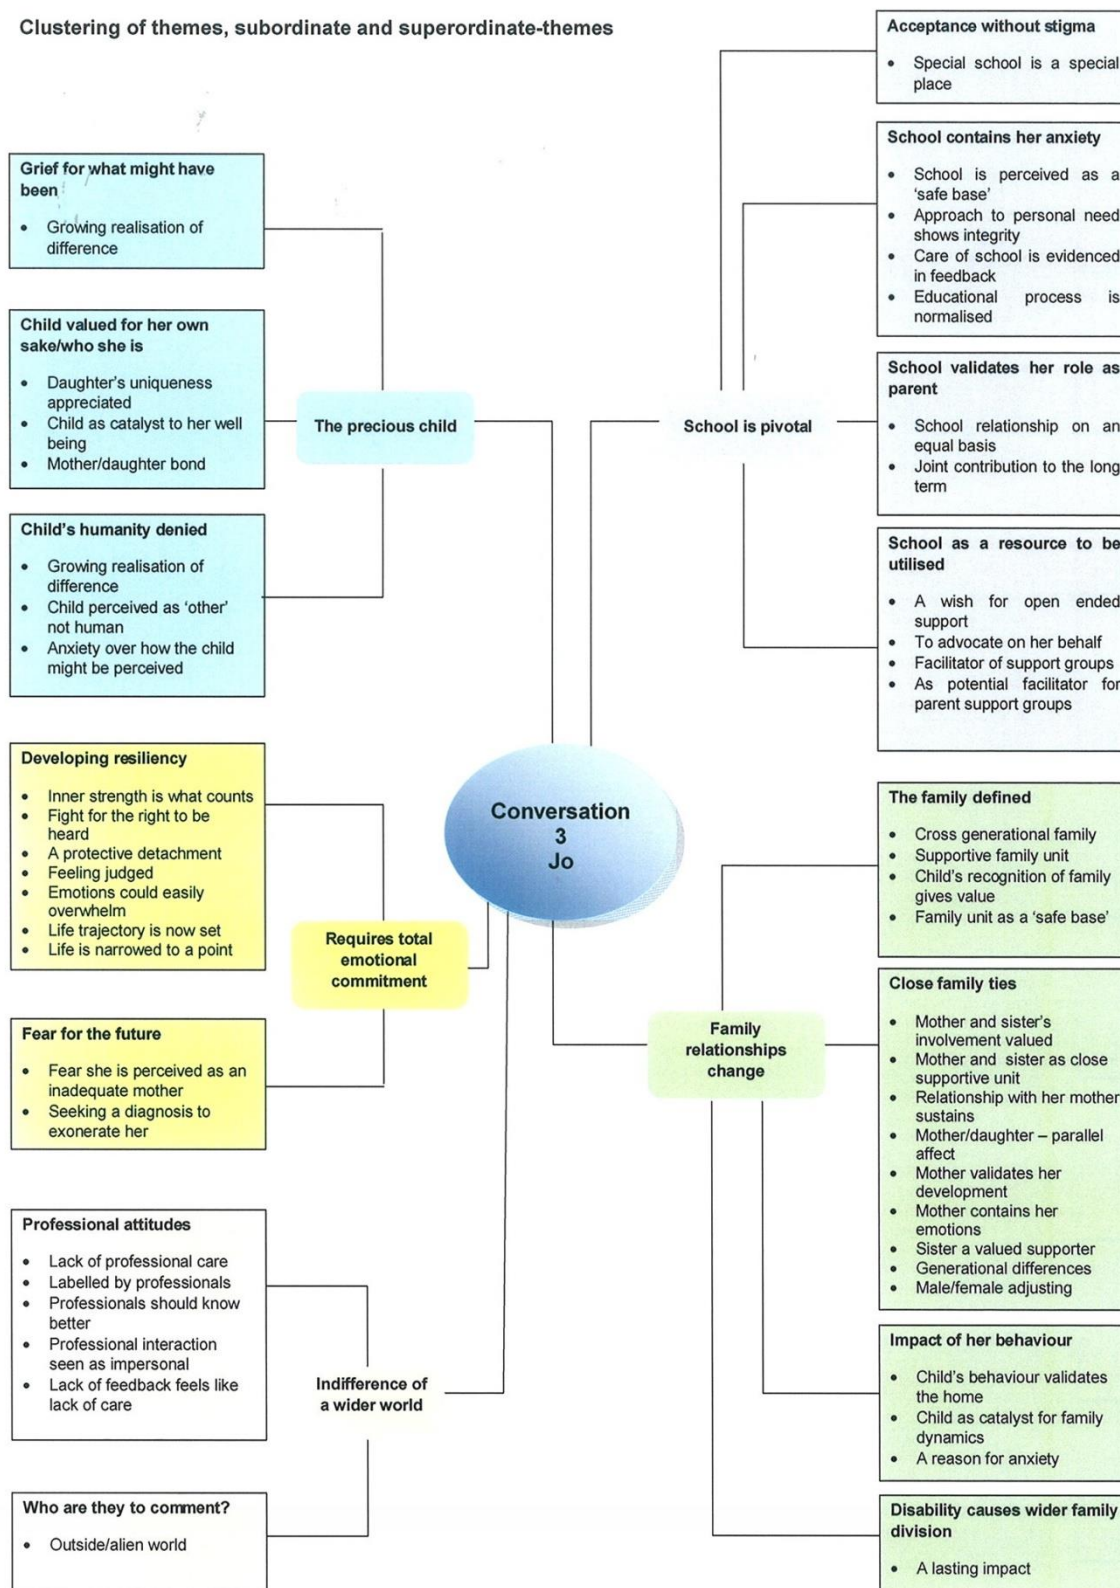 Clustering of themes, subordinate and superordinate-themes
Grief for what might have
been
• Growing realisation of
difference
Child valued for her own
sake/who she is
• Daughter's uniqueness
appreciated
• Child as catalyst to her well
being
• Mother/daughter bond
Child's humanity denied
• Growing realisation of
difference
• Child perceived as 'other'
not human
• Anxiety over how the child
might be perceived
The precious child
Developing resiliency
• Inner strength is what counts
• Fight for the right to be
heard
• A protective detachment
• Feeling judged
• Emotions could easily
overwhelm
• Life trajectory is now set
• Life is narrowed to a point
Fear for the future
• Fear she is perceived as an
inadequate mother
• Seeking a diagnosis to
exonerate her
Requires total
emotional
commitment
Professional attitudes
• Lack of professional care
• Labelled by professionals
• Professionals should know
better
• Professional interaction
seen as impersonal
• Lack of feedback feels like
lack of care
Who are they to comment?
• Outside/alien world
Indifference of
a wider world
Conversation
3
Jo
School is pivotal
Acceptance without stigma
• Special school is a special
place
School contains her anxiety
• School is perceived as a
'safe base'
• Approach to personal need
shows integrity
• Care of school is evidenced
in feedback
• Educational process is
normalised
School validates her role as
parent
• School relationship on an
equal basis
• Joint contribution to the long
term
School as a resource to be
utilised
• A wish for open ended
support
• To advocate on her behalf
• Facilitator of support groups
• As potential facilitator for
parent support groups
Family
relationships
change
The family defined
• Cross generational family
• Supportive family unit
• Child's recognition of family
gives value
• Family unit as a 'safe base'
Close family ties
• Mother and sister's
involvement valued
• Mother and sister as close
supportive unit
• Relationship with her mother
sustains
• Mother/daughter – parallel
affect
• Mother validates her
development
• Mother contains her
emotions
• Sister a valued supporter
• Generational differences
• Male/female adjusting
Impact of her behaviour
• Child's behaviour validates
the home
• Child as catalyst for family
dynamics
• A reason for anxiety
Disability causes wider family
division
• A lasting impact